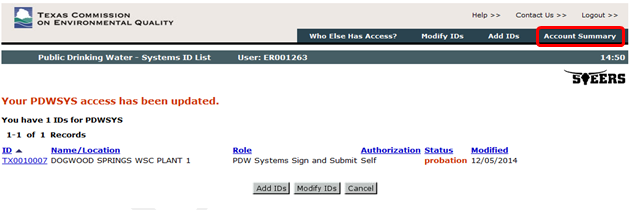 TEXAS COMMISSION
ON ENVIRONMENTAL QUALITY
Help >> Contact Us >> Logout >>
Who Else Has Access? Modify IDs Add IDs Account Summary
Public Drinking Water - Systems ID List User: ER001263 14:50
STEERS
Your PDWSYS access has been updated.
You have 1 IDs for PDWSYS
1-1 of 1 Records
ID Name/Location Role Authorization Status Modified
TX0010007 DOGWOOD SPRINGS WSC PLANT 1 PDW Systems Sign and Submit Self probation 12/05/2014
Add IDs Modify IDs Cancel